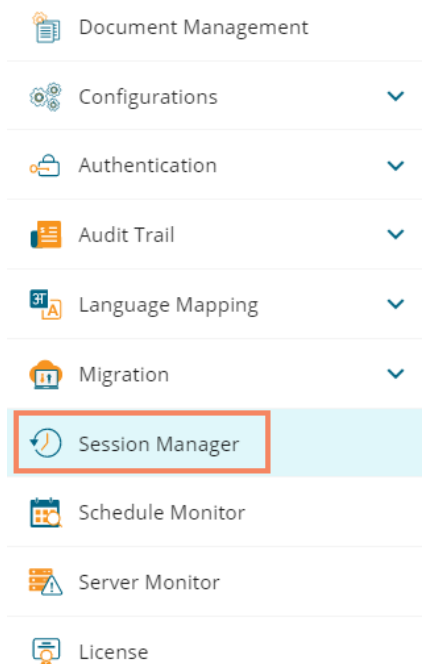 Document Management
Configurations
Authentication
Audit Trail
अ A Language Mapping
Migration
Session Manager
Schedule Monitor
Server Monitor
License